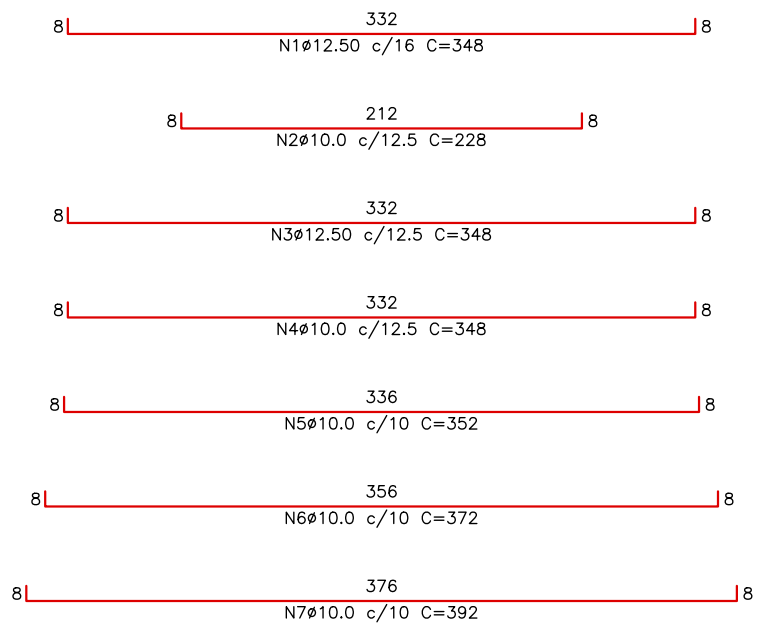 332
8 8
N1ø12.50 c/16 C=348
212
8 8
N2ø10.0 c/12.5 C=228
332
8 8
N3ø12.50 c/12.5 C=348
332
8 8
N4ø10.0 c/12.5 C=348
336
8 8
N5ø10.0 c/10 C=352
356
8 8
N6ø10.0 c/10 C=372
376
8 8
N7ø10.0 c/10 C=392